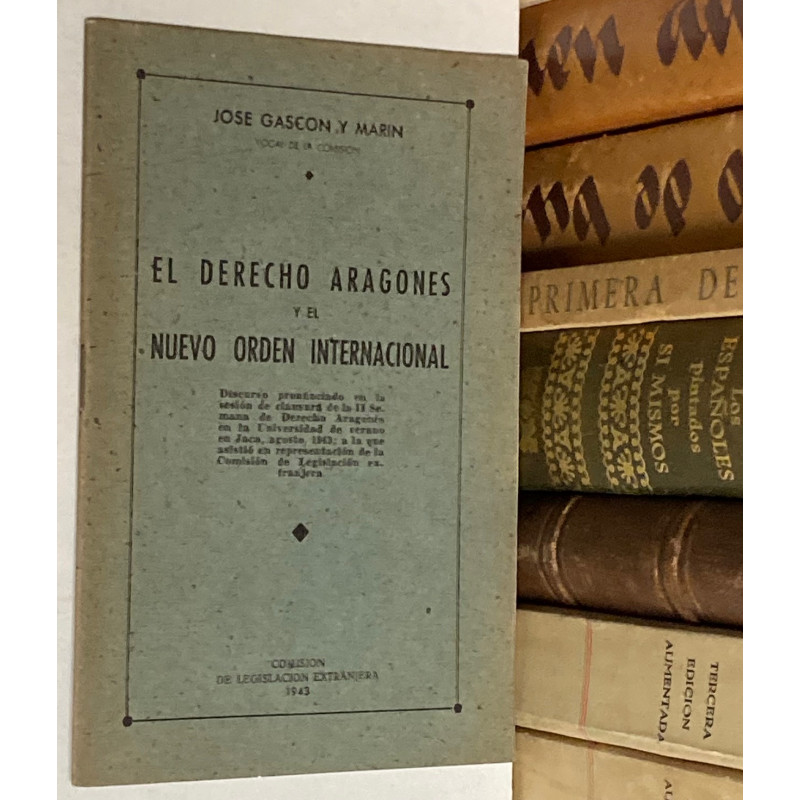 JOSE GASCON Y MARIN
VOCAL DE LA COMISION
EL DERECHO ARAGONES
Y EL
NUEVO ORDEN INTERNACIONAL
Discurso pronunciado en la
sesión de clausura de la II Se-
mana de Derecho Aragonés
en la Universidad de verano
en Jaca, agosto, 1943; a la que
asistió en representación de la
Comisión de Legislación ex-
tranjera
COMISION
DE LEGISLACION EXTRANJERA
1943
PRIMERA DE
Los
ESPAÑOLES
Pintados
por
SI MISMOS
TERCERA
EDICION
AUMENTADA